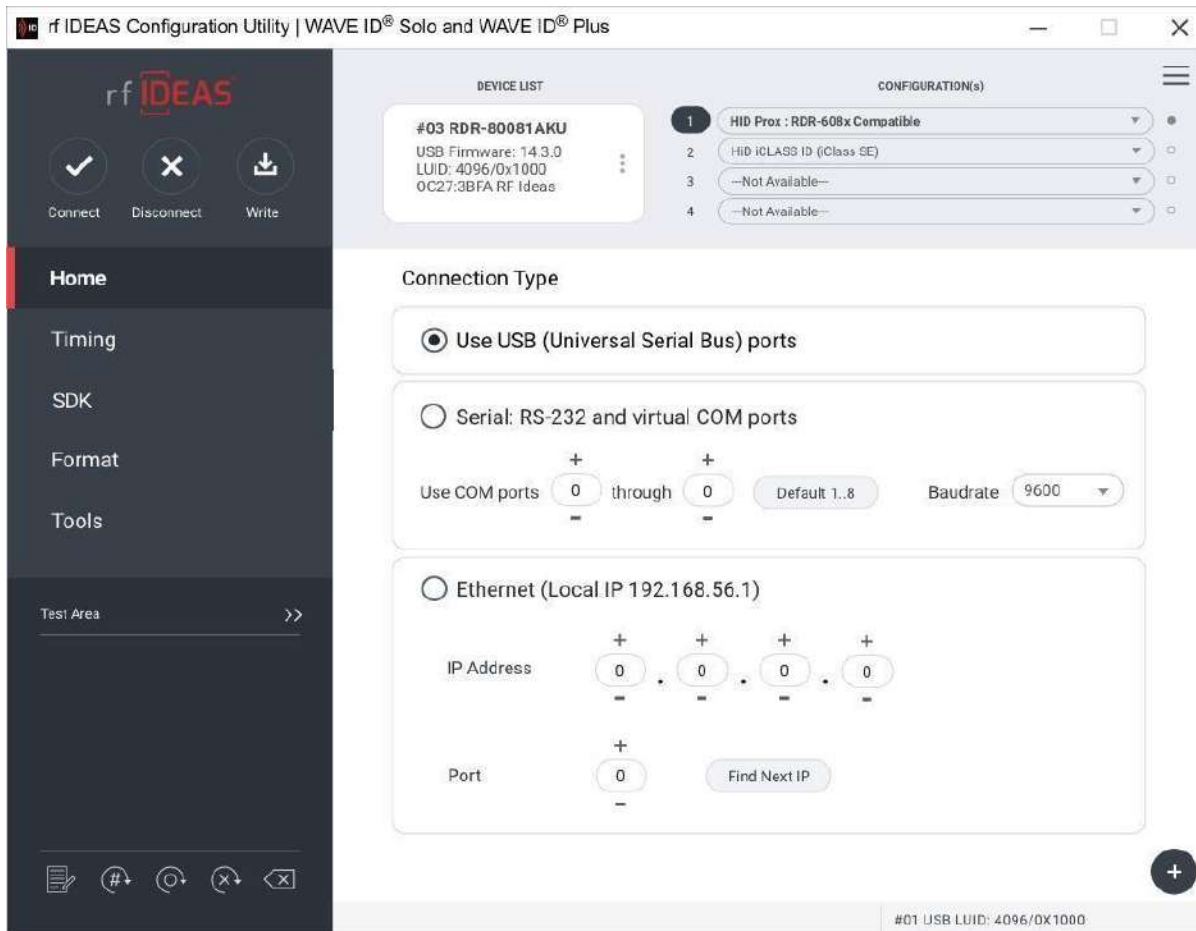 rf IDEAS Configuration Utility | WAVE ID® Solo and WAVE ID® Plus
rf IDEAS
Connect Disconnect Write
Home
Timing
SDK
Format
Tools
Test Area >>
DEVICE LIST
#03 RDR-80081AKU
USB Firmware: 14.3.0
LUID: 4096/0x1000
0C27:3BFA RF Ideas
CONFIGURATION(s)
1 HID Prox : RDR-608x Compatible
2 HID iCLASS ID (iClass SE)
3 ---Not Available---
4 ---Not Available---
Connection Type
Use USB (Universal Serial Bus) ports
Serial: RS-232 and virtual COM ports
+ +
Use COM ports 0 through 0 Default 1..8 Baudrate 9600
- -
Ethernet (Local IP 192.168.56.1)
+ + + +
IP Address 0 . 0 . 0 . 0
- - - -
+
Port 0 Find Next IP
-
+
#01 USB LUID: 4096/0X1000